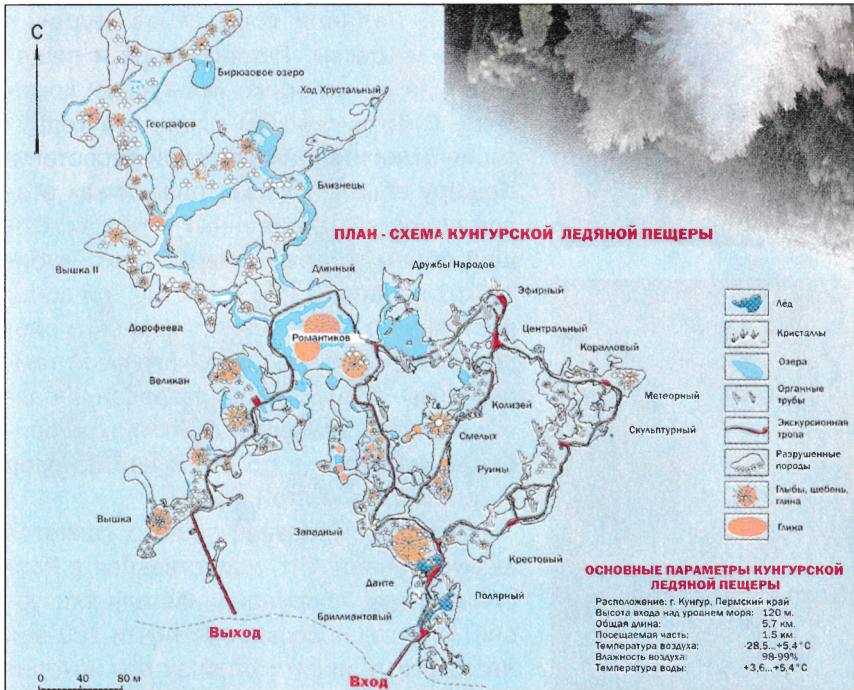 С
Бирюзовое озеро
Ход Хрустальный
Географов
Близнецы
ПЛАН - СХЕМА КУНГУРСКОЙ ЛЕДЯНОЙ ПЕЩЕРЫ
Вышка II
Длинный
Дружбы Народов
Эфирный
Дорофеева
Романтиков
Центральный
Коралловый
Великан
Метеорный
Колизей
Скульптурный
Смелых
Руины
Вышка
Западный
Крестовый
Данте
Полярный
Бриллиантовый
Выход
Вход
0 40 80 м
Лёд
Кристаллы
Озера
Органные
трубы
Экскурсионная
тропа
Разрушенные
породы
Глыбы, щебень,
глина
Глина
ОСНОВНЫЕ ПАРАМЕТРЫ КУНГУРСКОЙ
ЛЕДЯНОЙ ПЕЩЕРЫ
Расположение: г. Кунгур, Пермский край
Высота входа над уровнем моря: 120 м.
Общая длина: 5,7 км.
Посещаемая часть: 1,5 км.
Температура воздуха: -28,5...+5,4°С
Влажность воздуха: 98-99%
Температура воды: +3,6...+5,4°С